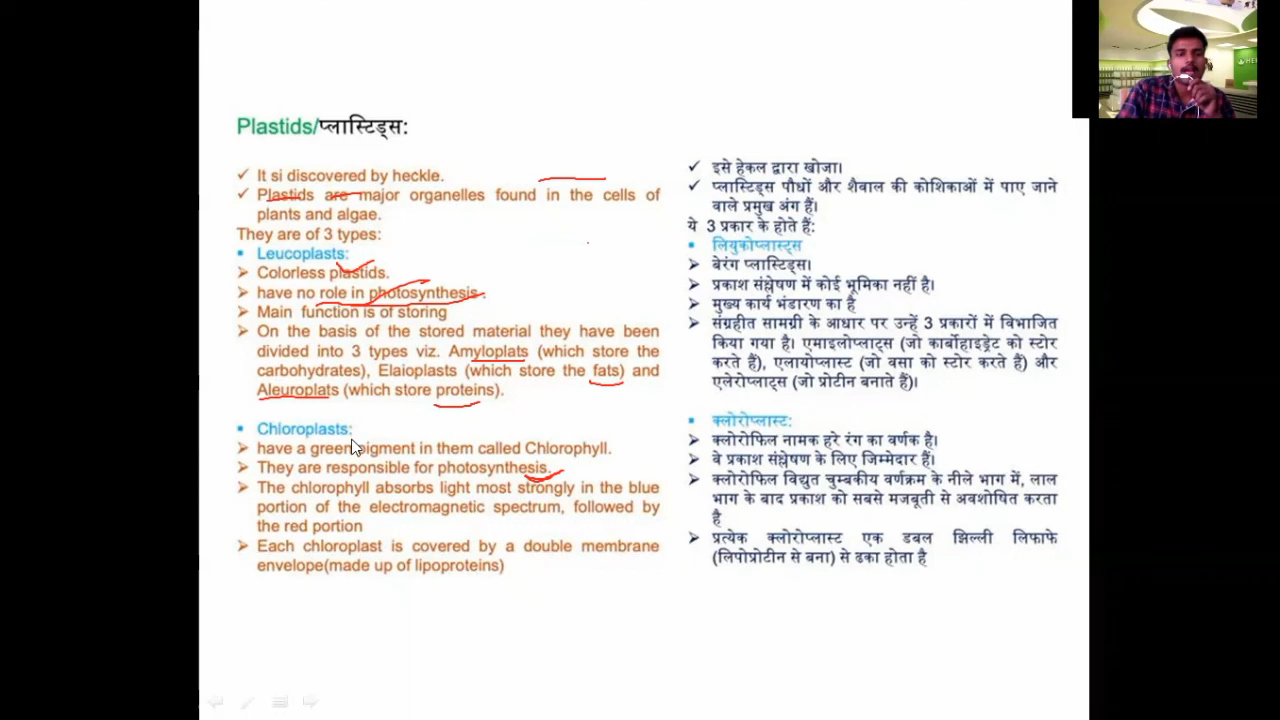 Plastids/प्लास्टिड्स:
✓ It si discovered by heckle.
✓ Plastids are major organelles found in the cells of
plants and algae.
They are of 3 types:
▪ Leucoplasts:
➢ Colorless plastids.
➢ have no role in photosynthesis .
➢ Main function is of storing
➢ On the basis of the stored material they have been
divided into 3 types viz. Amyloplats (which store the
carbohydrates), Elaioplasts (which store the fats) and
Aleuroplats (which store proteins).
▪ Chloroplasts:
➢ have a green pigment in them called Chlorophyll.
➢ They are responsible for photosynthesis.
➢ The chlorophyll absorbs light most strongly in the blue
portion of the electromagnetic spectrum, followed by
the red portion
➢ Each chloroplast is covered by a double membrane
envelope(made up of lipoproteins)
✓ इसे हेकल द्वारा खोजा।
✓ प्लास्टिड्स पौधों और शैवाल की कोशिकाओं में पाए जाने
वाले प्रमुख अंग हैं।
ये 3 प्रकार के होते हैं:
▪ लियुकोप्लास्ट्स
➢ बेरंग प्लास्टिड्स।
➢ प्रकाश संश्लेषण में कोई भूमिका नहीं है।
➢ मुख्य कार्य भंडारण का है
➢ संग्रहीत सामग्री के आधार पर उन्हें 3 प्रकारों में विभाजित
किया गया है। एमाइलोप्लाट्स (जो कार्बोहाइड्रेट को स्टोर
करते हैं), एलायोप्लास्ट (जो वसा को स्टोर करते हैं) और
एलेरोप्लाट्स (जो प्रोटीन बनाते हैं)।
▪ क्लोरोप्लास्ट:
➢ क्लोरोफिल नामक हरे रंग का वर्णक है।
➢ वे प्रकाश संश्लेषण के लिए जिम्मेदार हैं।
➢ क्लोरोफिल विद्युत चुम्बकीय वर्णक्रम के नीले भाग में, लाल
भाग के बाद प्रकाश को सबसे मजबूती से अवशोषित करता
है
➢ प्रत्येक क्लोरोप्लास्ट एक डबल झिल्ली लिफाफे
(लिपोप्रोटीन से बना) से ढका होता है